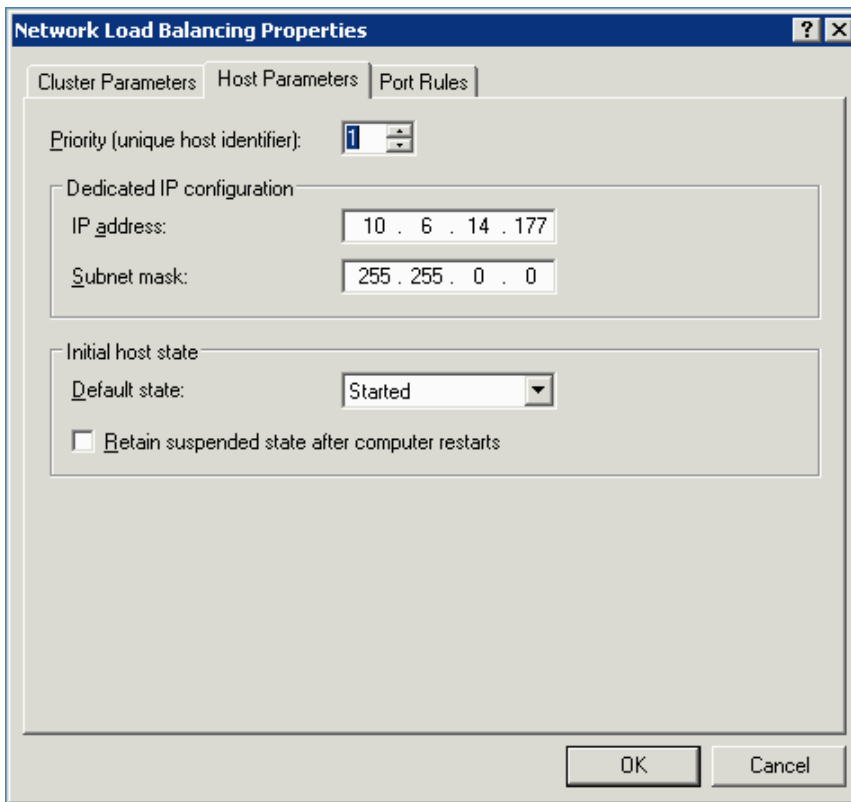 Network Load Balancing Properties
Cluster Parameters Host Parameters Port Rules
Priority (unique host identifier): 1
Dedicated IP configuration
IP address: 10 . 6 . 14 . 177
Subnet mask: 255 . 255 . 0 . 0
Initial host state
Default state: Started
Retain suspended state after computer restarts
OK Cancel